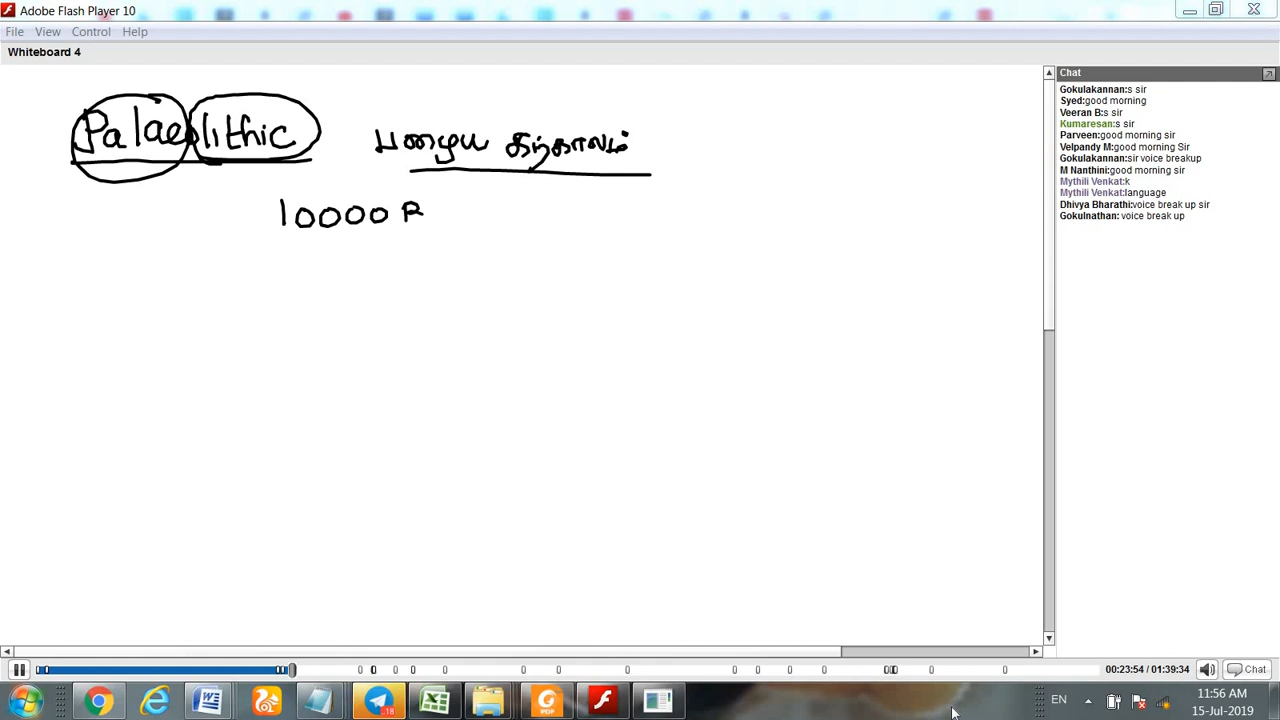 Adobe Flash Player 10
File View Control Help
Whiteboard 4
Palaeolithic பழைய கற்காலம்
10000 B
Chat
Gokulakannan:s sir
Syed:good morning
Veeran B:s sir
Kumaresan:s sir
Parveen:good morning sir
Velpandy M:good morning Sir
Gokulakannan:sir voice breakup
M Nanthini:good morning sir
Mythili Venkat:k
Mythili Venkat:language
Dhivya Bharathi:voice break up sir
Gokulnathan: voice break up
00:23:54 / 01:39:34 Chat
18
PDF
EN
11:56 AM
15-Jul-2019